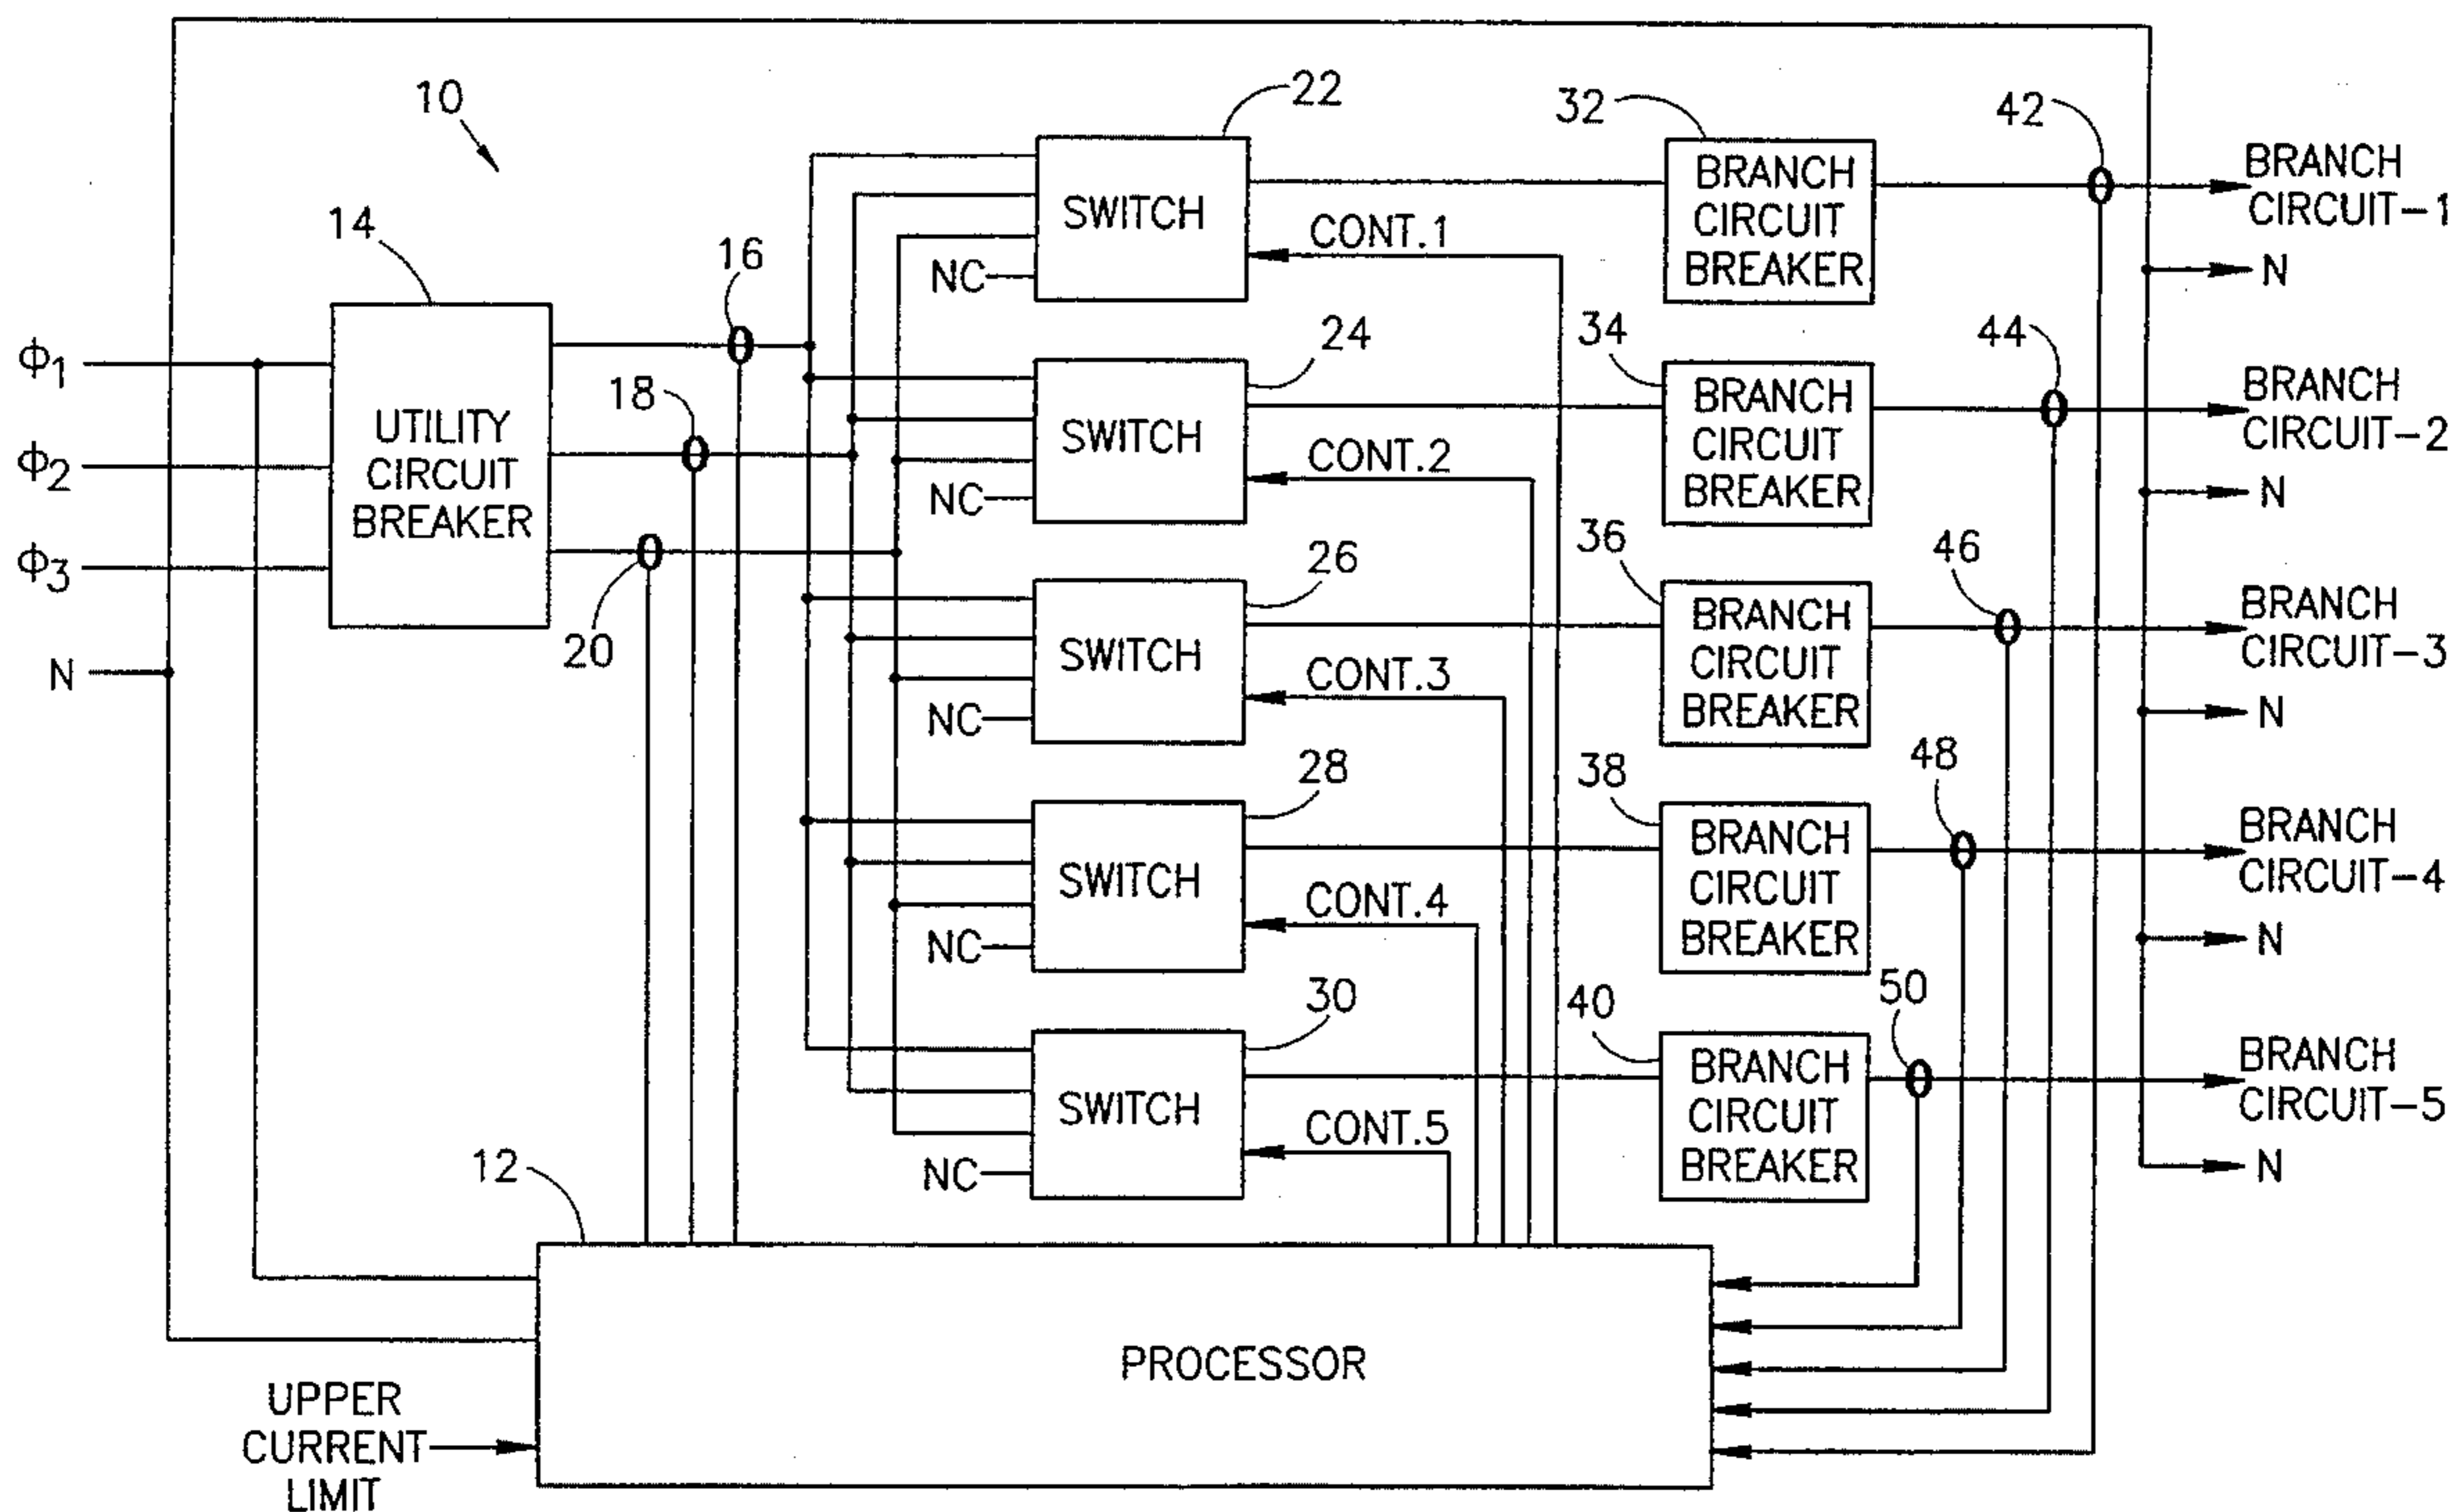 10
22
32
42
BRANCH
CIRCUIT-1
14
16
SWITCH
CONT.1
NC
BRANCH
CIRCUIT
BREAKER
N
Φ1
18
24
34
44
BRANCH
CIRCUIT-2
UTILITY
CIRCUIT
BREAKER
SWITCH
CONT.2
NC
BRANCH
CIRCUIT
BREAKER
N
Φ2
Φ3
20
26
36
46
BRANCH
CIRCUIT-3
N
SWITCH
CONT.3
NC
BRANCH
CIRCUIT
BREAKER
N
28
38
48
BRANCH
CIRCUIT-4
SWITCH
CONT.4
NC
BRANCH
CIRCUIT
BREAKER
N
30
40
50
BRANCH
CIRCUIT-5
SWITCH
CONT.5
NC
BRANCH
CIRCUIT
BREAKER
N
12
PROCESSOR
UPPER
CURRENT
LIMIT